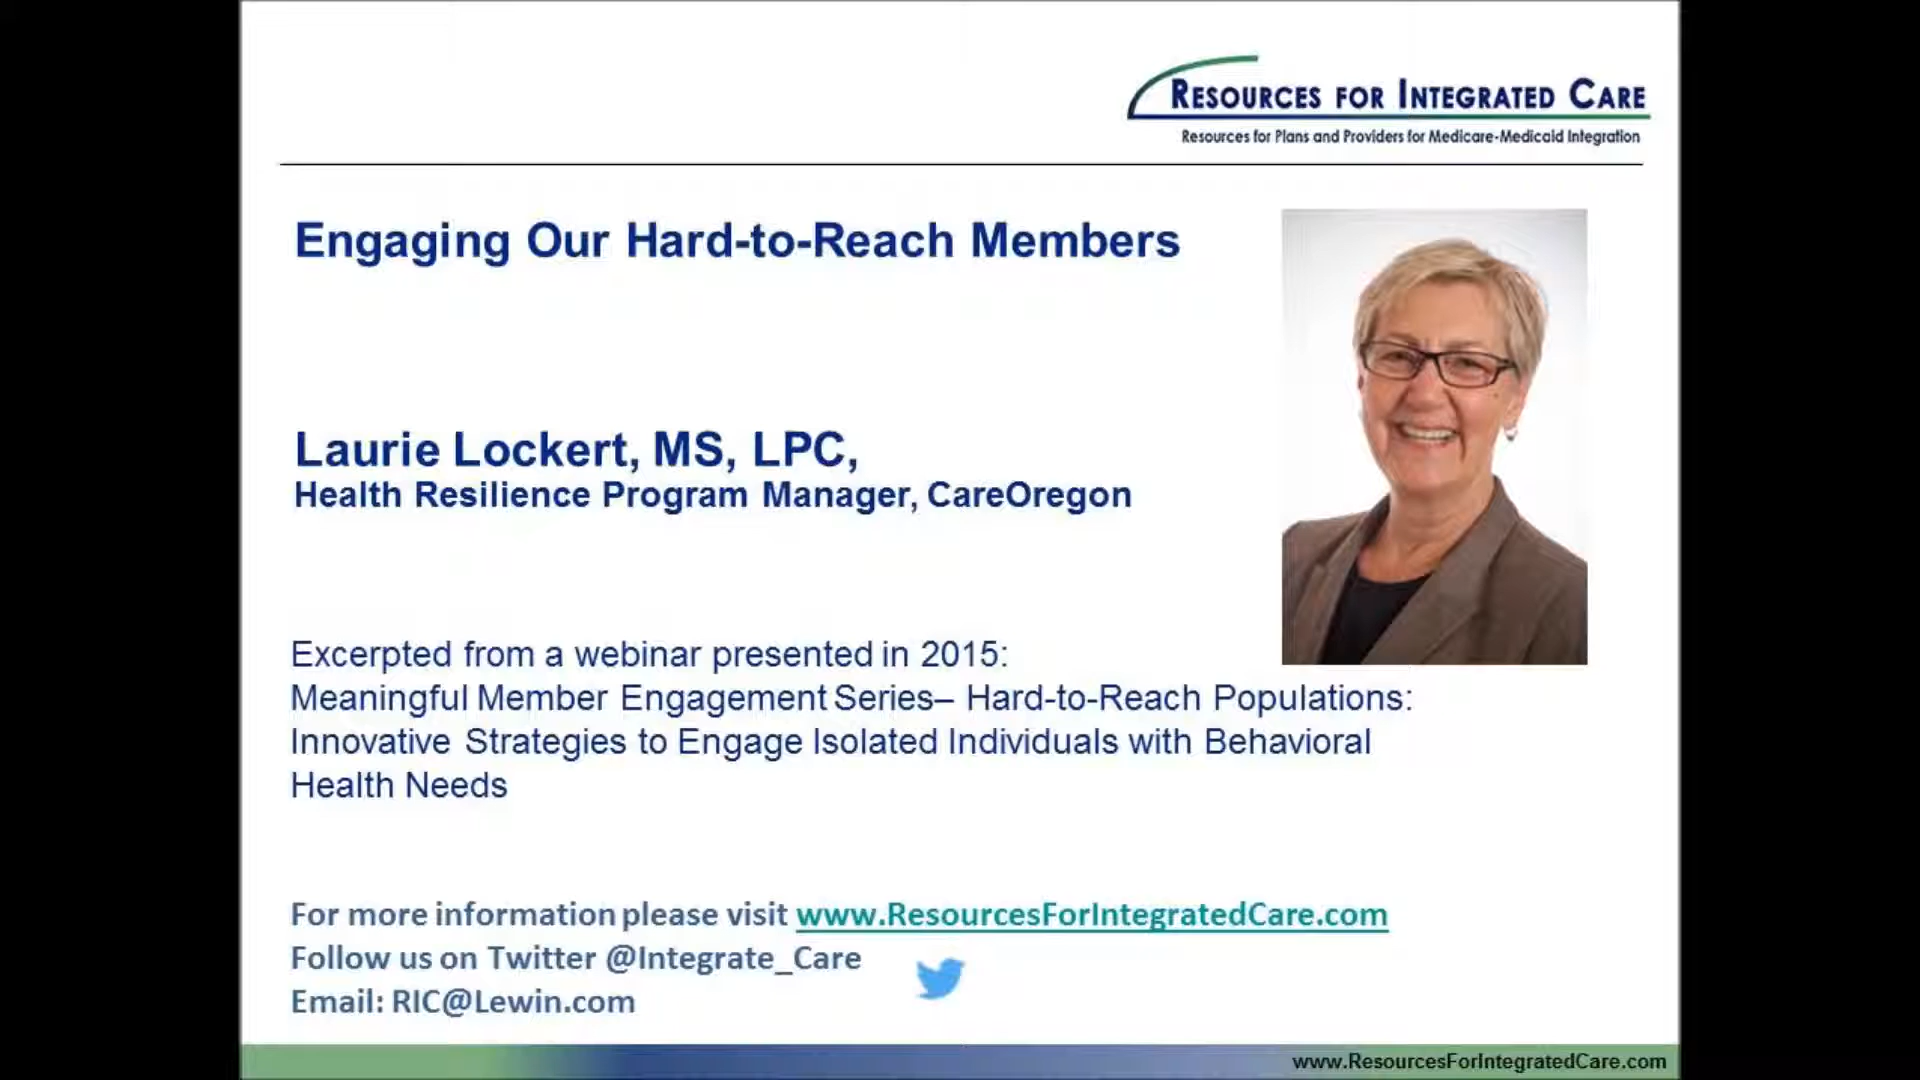 RESOURCES FOR INTEGRATED CARE
Resources for Plans and Providers for Medicare-Medicaid Integration
Engaging Our Hard-to-Reach Members
Laurie Lockert, MS, LPC,
Health Resilience Program Manager, CareOregon
Excerpted from a webinar presented in 2015:
Meaningful Member Engagement Series– Hard-to-Reach Populations:
Innovative Strategies to Engage Isolated Individuals with Behavioral
Health Needs
For more information please visit www.ResourcesForIntegratedCare.com
Follow us on Twitter @Integrate_Care
Email: RIC@Lewin.com
www.ResourcesForIntegratedCare.com